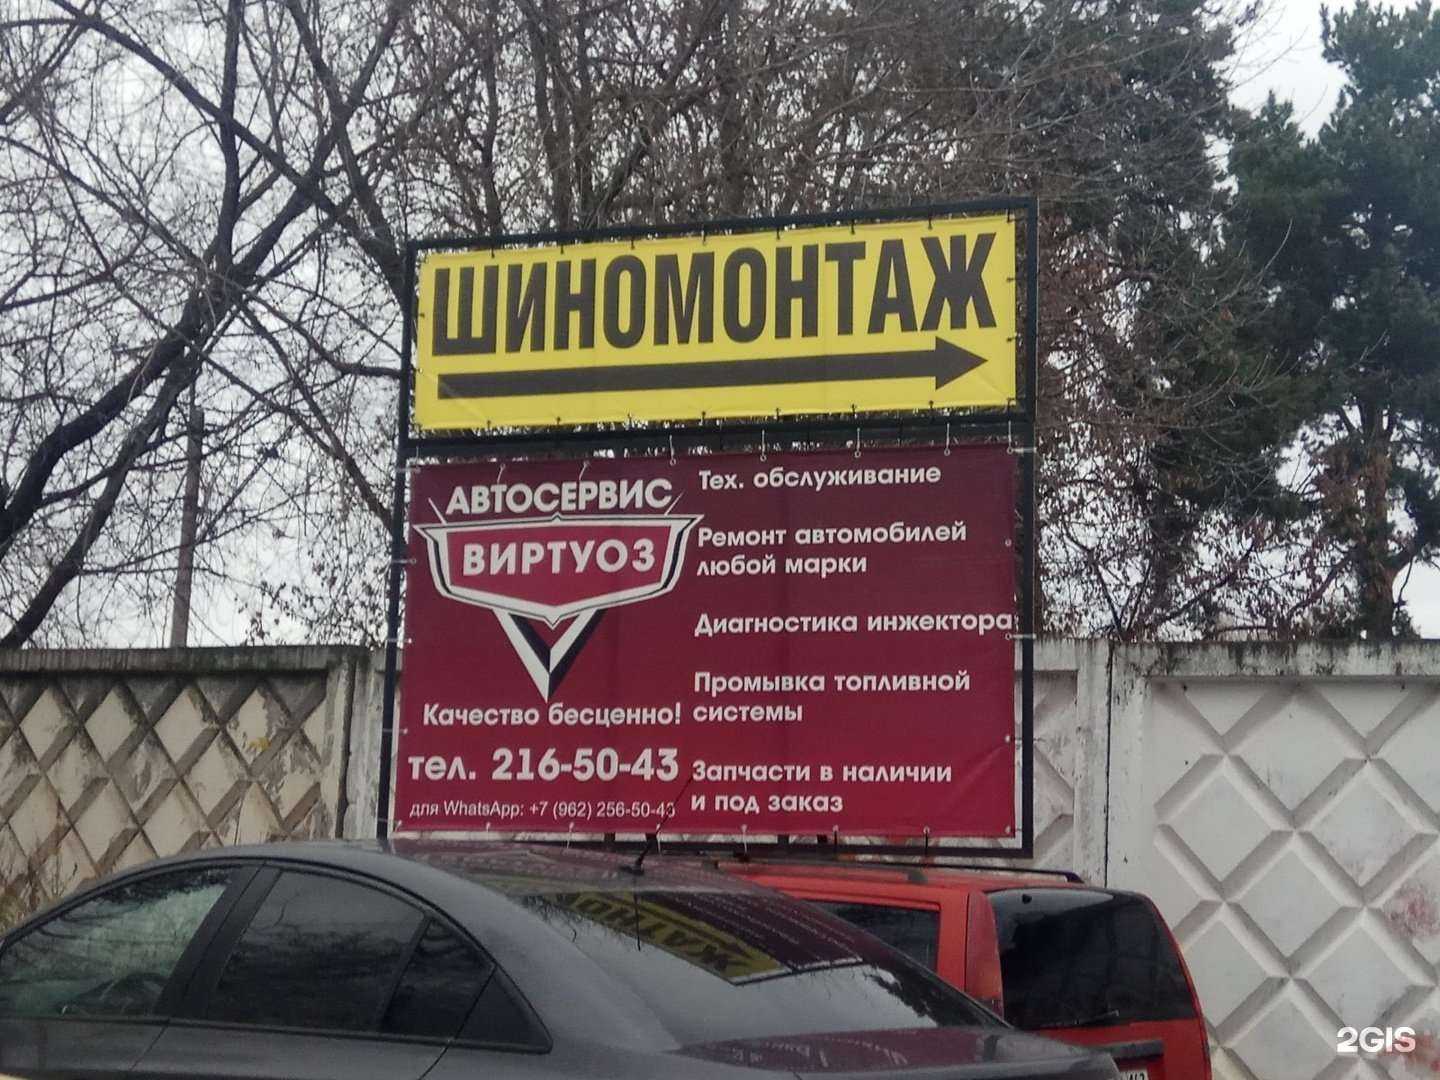 ШИНОМОНТАЖ
АВТОСЕРВИС
ВИРТУОЗ
Качество бесценно!
тел. 216-50-43
для WhatsApp: +7 (962) 256-50-43
Тех. обслуживание
Ремонт автомобилей
любой марки
Диагностика инжектора
Промывка топливной
системы
Запчасти в наличии
и под заказ
2GIS